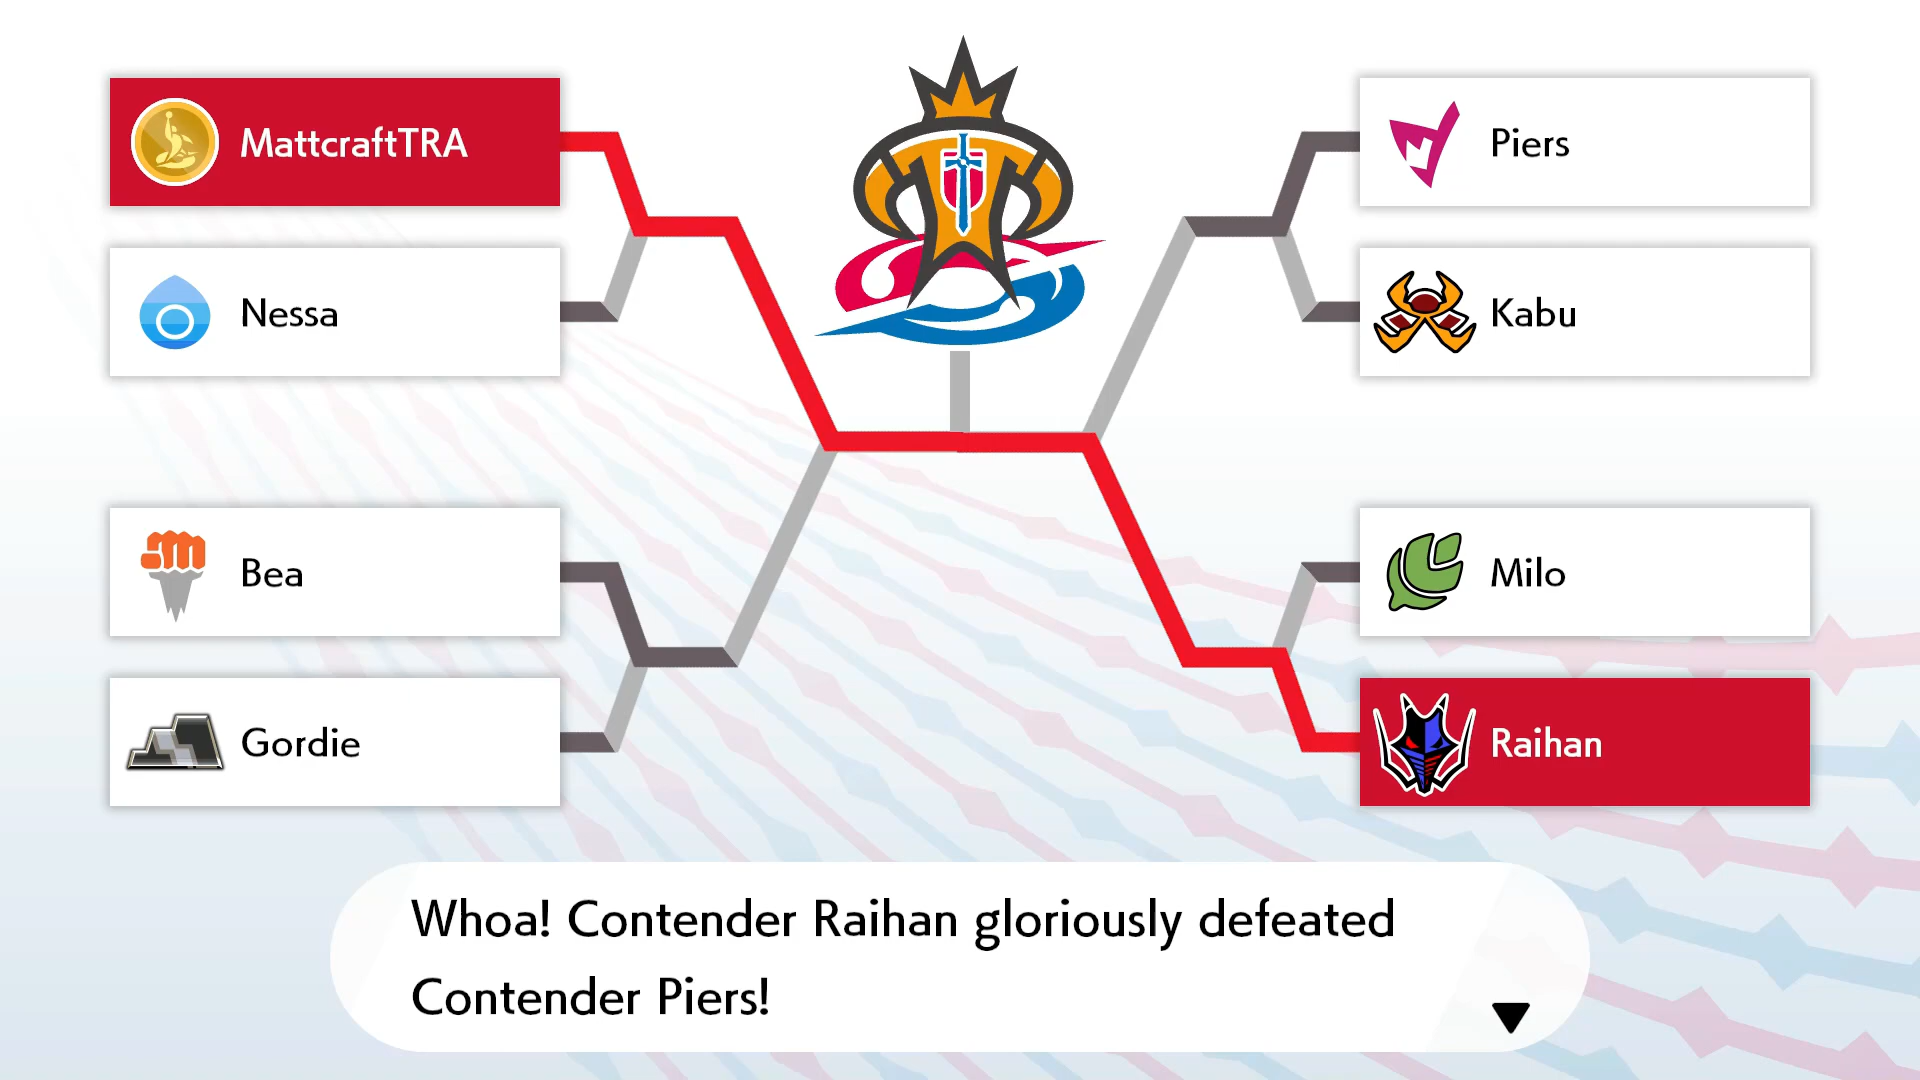 MattcraftTRA
Nessa
Bea
Gordie
Piers
Kabu
Milo
Raihan
Whoa! Contender Raihan gloriously defeated
Contender Piers!